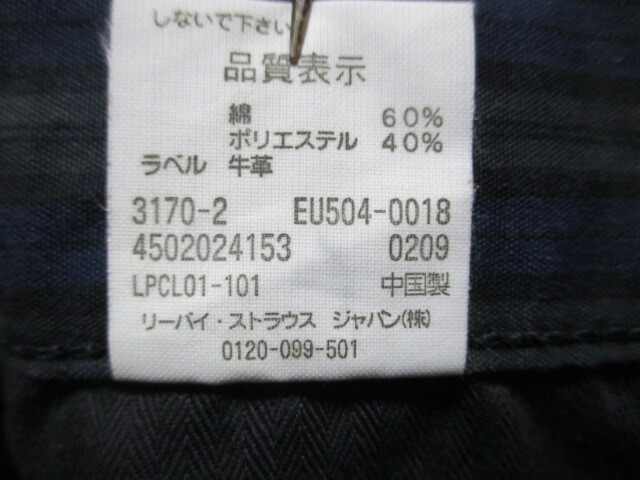 しないで下さい
品質表示
綿 60%
ポリエステル 40%
ラベル 牛革
3170-2 EU504-0018
4502024153 0209
LPCL01-101 中国製
リーバイ・ストラウス ジャパン(株)
0120-099-501